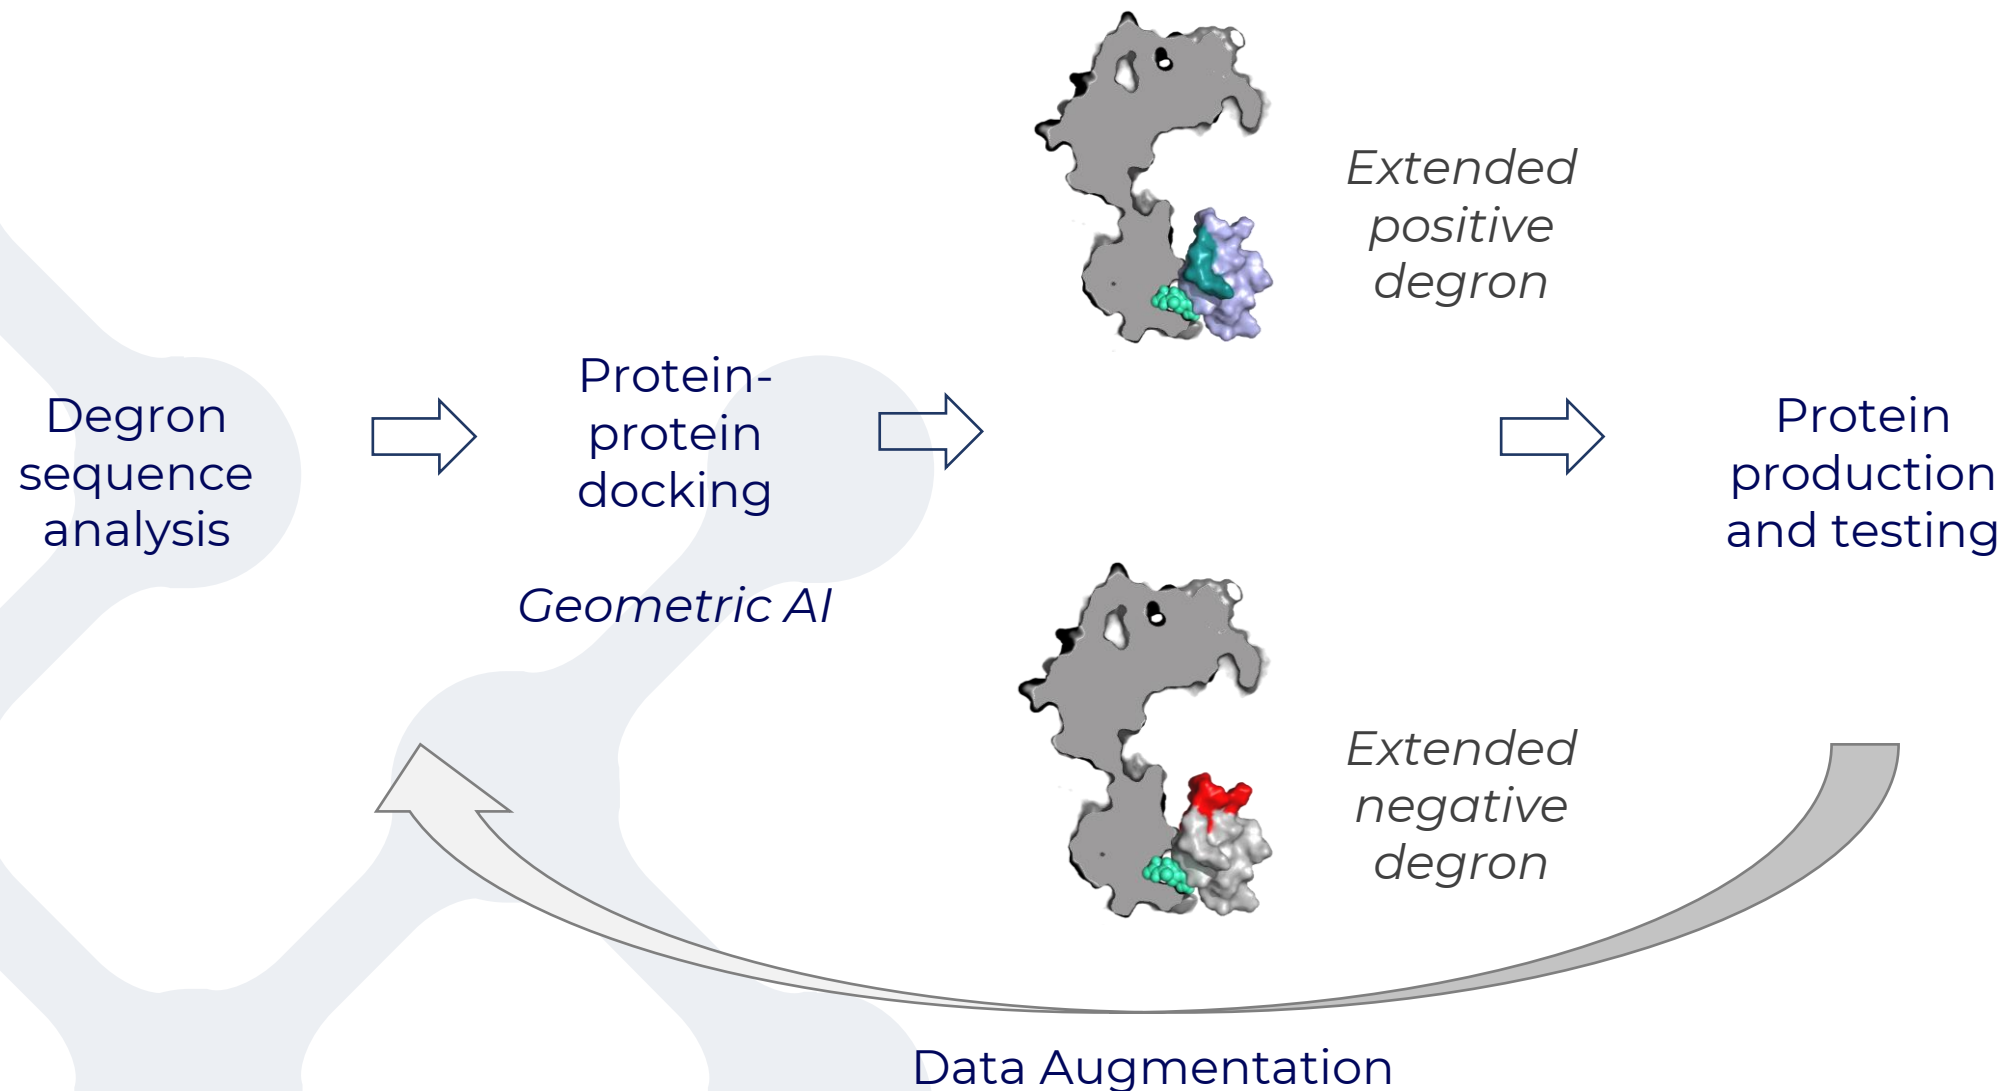 Degron
sequence
analysis
Protein-
protein
docking
Geometric AI
Extended
positive
degron
Extended
negative
degron
Protein
production
and testing
Data Augmentation